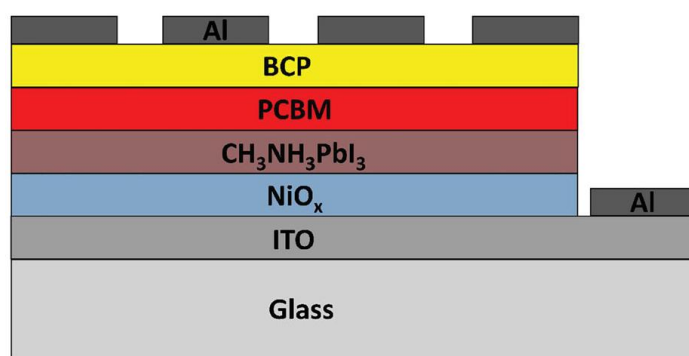 Al
BCP
PCBM
CH₃NH₃PbI₃
NiOₓ
Al
ITO
Glass